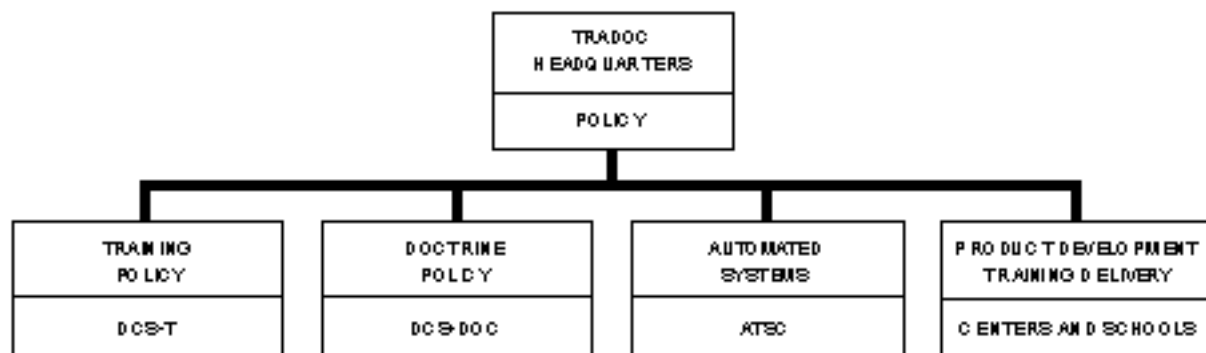 TRADOC
HEADQUARTERS
POLICY
TRAINING
POLICY
DCS-T
DOCTRINE
POLICY
DCS-DOC
AUTOMATED
SYSTEMS
ATSC
PRODUCT DEVELOPMENT
TRAINING DELIVERY
CENTERS AND SCHOOLS